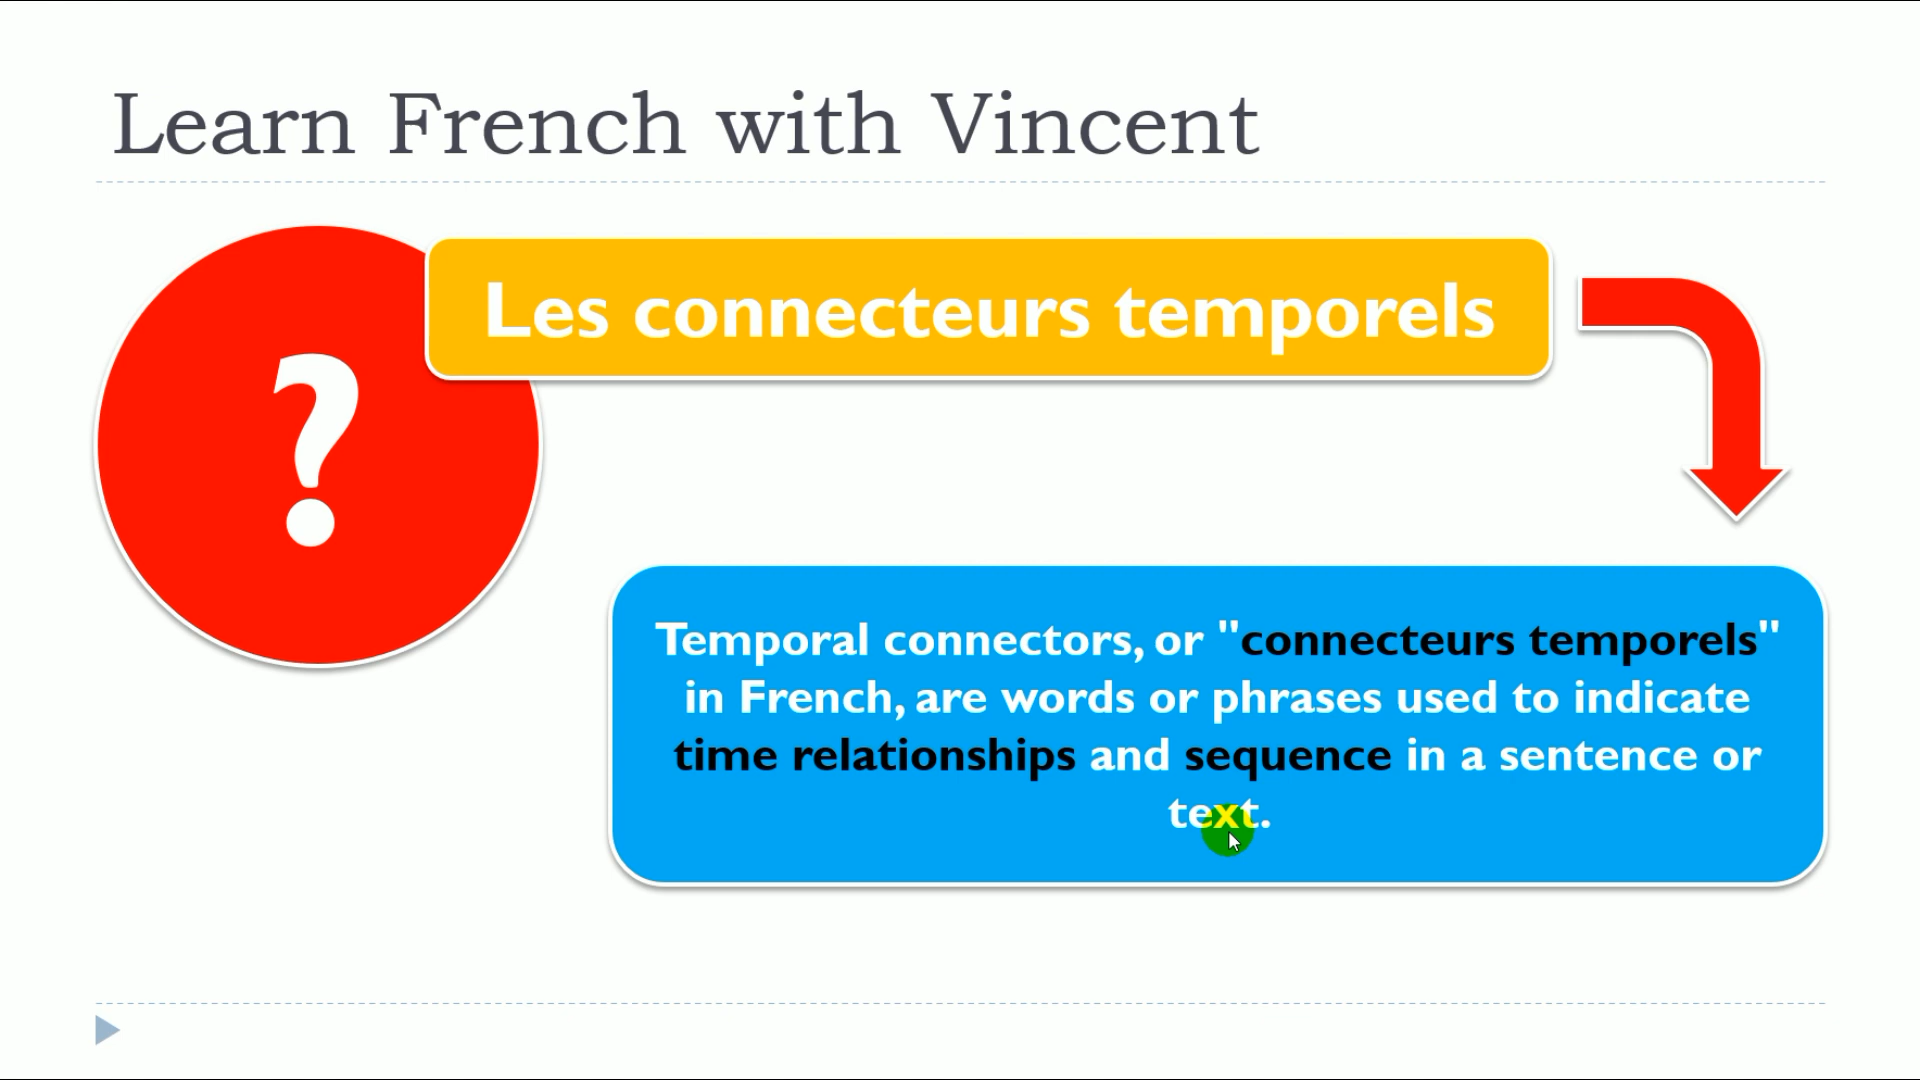 Learn French with Vincent
?
Les connecteurs temporels
Temporal connectors, or "connecteurs temporels"
in French, are words or phrases used to indicate
time relationships and sequence in a sentence or
text.